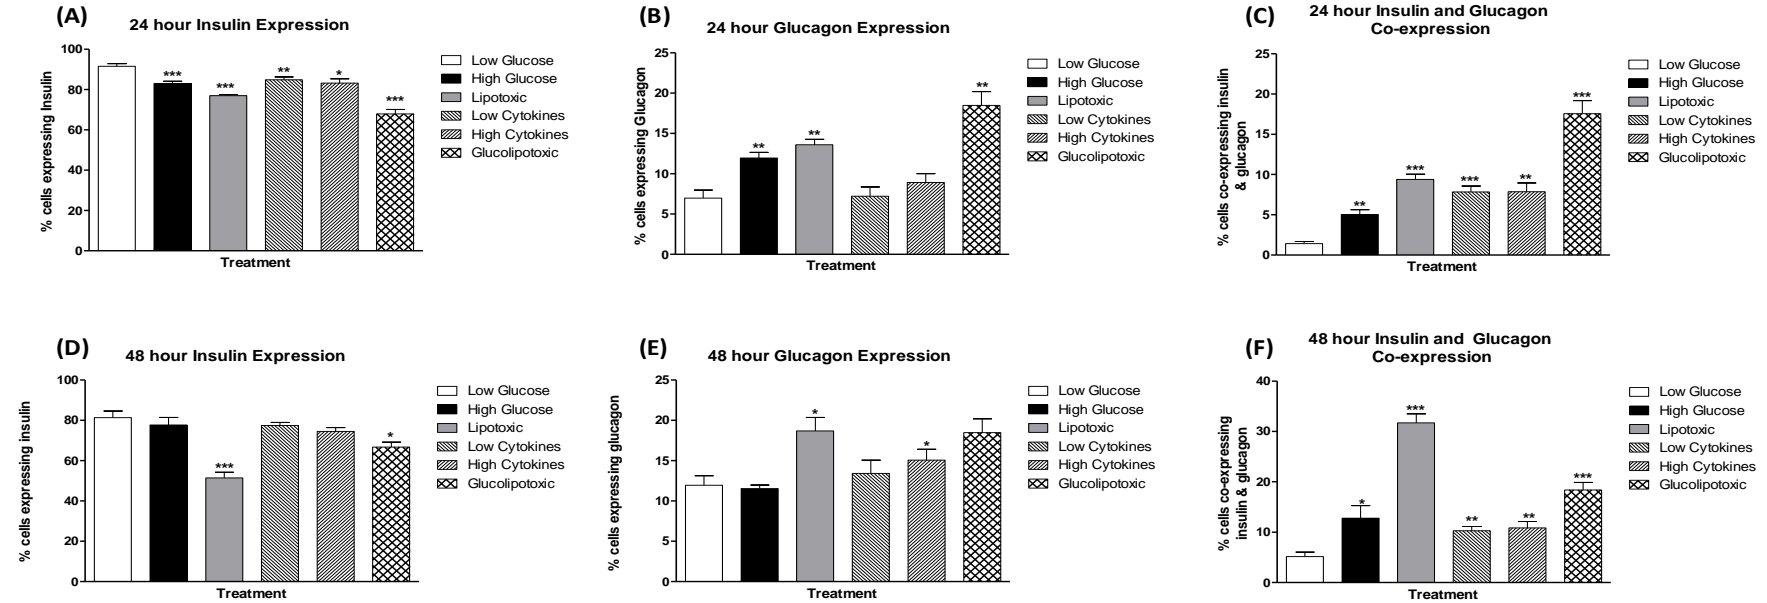 (A)
24 hour Insulin Expression
% cells expressing Insulin
100
80
60
40
20
0
***
***
**
*
***
Treatment
Low Glucose
High Glucose
Lipotoxic
Low Cytokines
High Cytokines
Glucolipotoxic
(B)
24 hour Glucagon Expression
% cells expressing Glucagon
25
20
15
10
5
0
**
**
**
Treatment
Low Glucose
High Glucose
Lipotoxic
Low Cytokines
High Cytokines
Glucolipotoxic
(C)
24 hour Insulin and Glucagon
Co-expression
% cells co-expressing insulin
& glucagon
25
20
15
10
5
0
**
***
***
**
***
Treatment
Low Glucose
High Glucose
Lipotoxic
Low Cytokines
High Cytokines
Glucolipotoxic
(D)
48 hour Insulin Expression
% cells expressing insulin
100
80
60
40
20
0
***
*
Treatment
Low Glucose
High Glucose
Lipotoxic
Low Cytokines
High Cytokines
Glucolipotoxic
(E)
48 hour Glucagon Expression
% cells expressing glucagon
25
20
15
10
5
0
*
*
Treatment
Low Glucose
High Glucose
Lipotoxic
Low Cytokines
High Cytokines
Glucolipotoxic
(F)
48 hour Insulin and Glucagon
Co-expression
% cells co-expressing
insulin & glucagon
40
30
20
10
0
*
***
**
**
***
Treatment
Low Glucose
High Glucose
Lipotoxic
Low Cytokines
High Cytokines
Glucolipotoxic